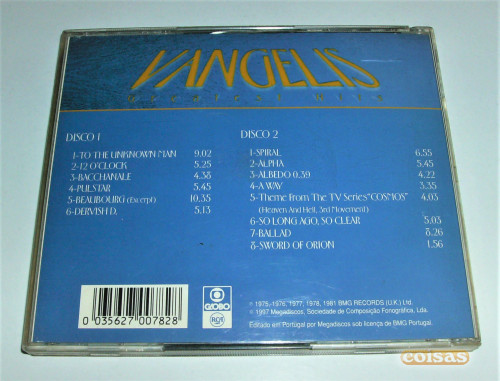 VANGELIS
GREATEST HITS
DISCO 1
1-TO THE UNKNOWN MAN 9.02
2-12 O'CLOCK 5.25
3-BACCHANALE 4.38
4-PULSTAR 5.45
5-BEAUBOURG (Excerpt) 10.35
6-DERVISH D. 5.13
DISCO 2
1-SPIRAL 6.55
2-ALPHA 5.45
3-ALBEDO 0.39 4.22
4-A WAY 3.35
5-Theme From The TV Series "COSMOS" 4.03
(Heaven And Hell, 3rd Movement)
6-SO LONG AGO, SO CLEAR 5.03
7-BALLAD 8.26
8-SWORD OF ORION 1.56
0 035627 007828
GLOBO
RCA
℗ 1975, 1976, 1977, 1978, 1981 BMG RECORDS (U.K.) Ltd.
© 1997 Megadiscos, Sociedade de Composição Fonográfica, Lda.
Editado em Portugal por Megadiscos sob licença de BMG Portugal.
coisas